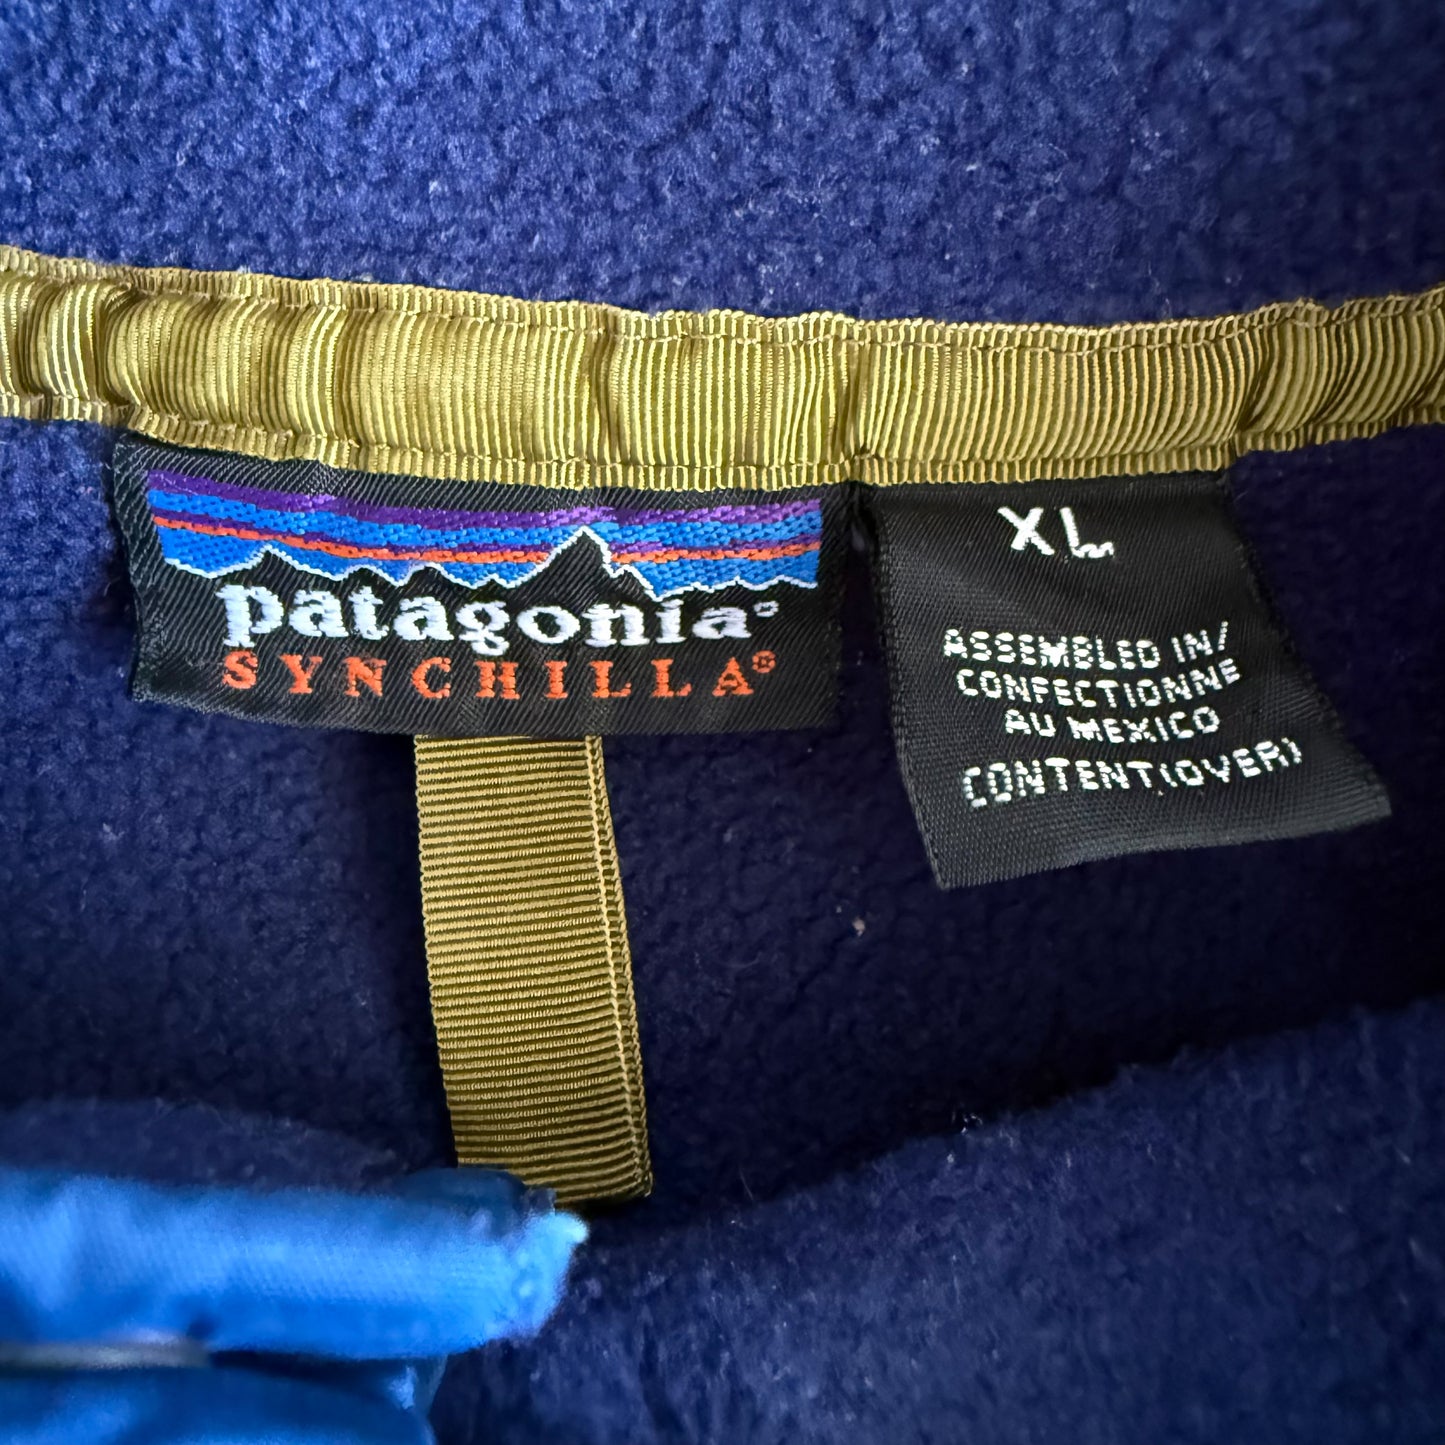 patagonia®
SYNCHILLA®
XL
ASSEMBLED IN/
CONFECTIONNE
AU MEXICO
CONTENT(OVER)